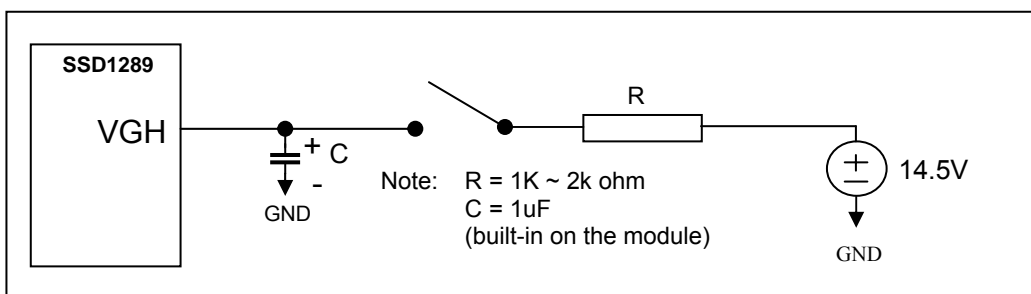 SSD1289
VGH
+ C
-
GND
R
Note: R = 1K ~ 2k ohm
C = 1uF
(built-in on the module)
+
−
14.5V
GND